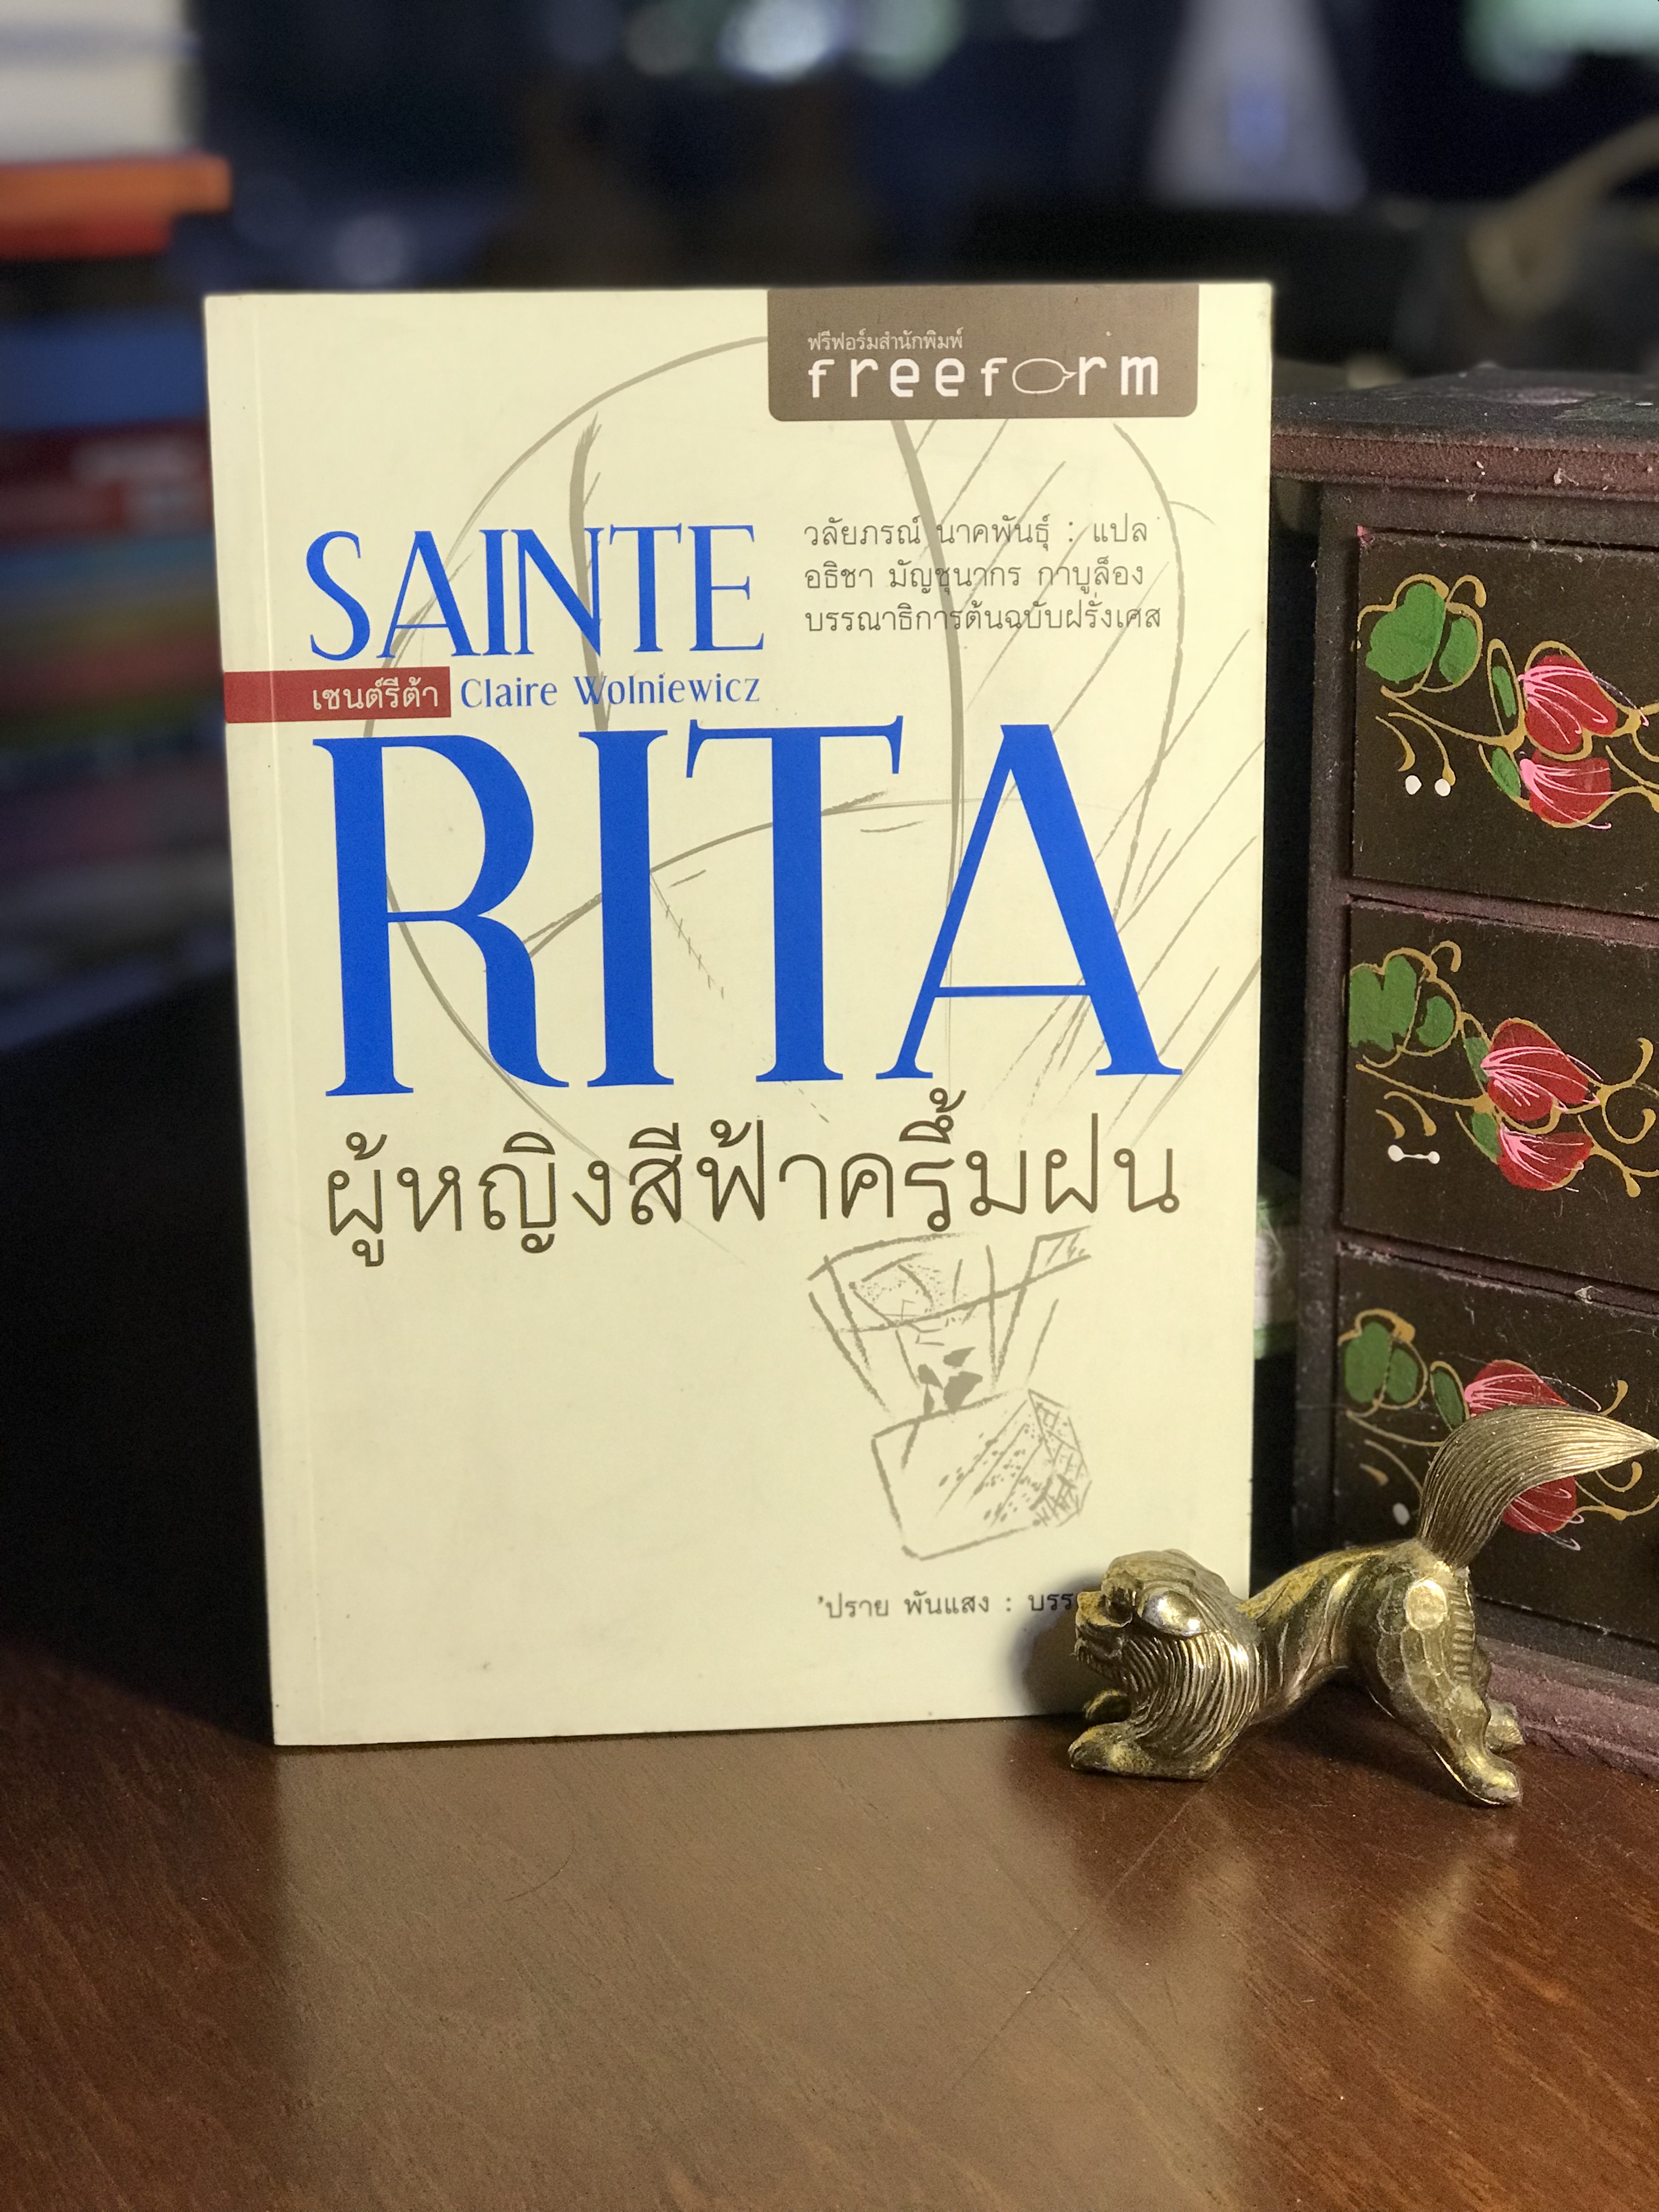 ฟรีฟอร์มสำนักพิมพ์
freeform
SAINTE
วลัยภรณ์ นาคพันธุ์ : แปล
อธิชา มัญชุนากร กาบูล็อง
บรรณาธิการต้นฉบับฝรั่งเศส
เซนต์รีต้า Claire Wolniewicz
RITA
ผู้หญิงสีฟ้าครึ้มฝน
'ปราย พันแสง :